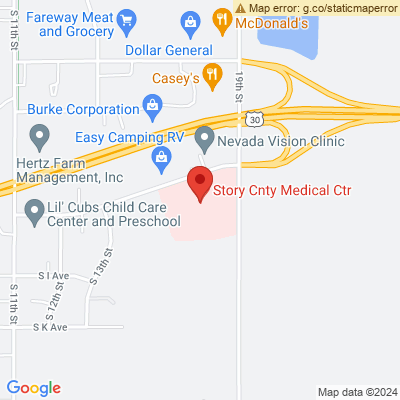 Map error: g.co/staticmaperror
Fareway Meat
and Grocery
McDonald's
S 11th St
Dollar General
Casey's
19th St
Burke Corporation
30
Easy Camping RV
Nevada Vision Clinic
Hertz Farm
Management, Inc
Story Cnty Medical Ctr
Lil' Cubs Child Care
Center and Preschool
S 13th St
S I Ave
S 12th St
S 11th St
S K Ave
Google
Map data ©2024